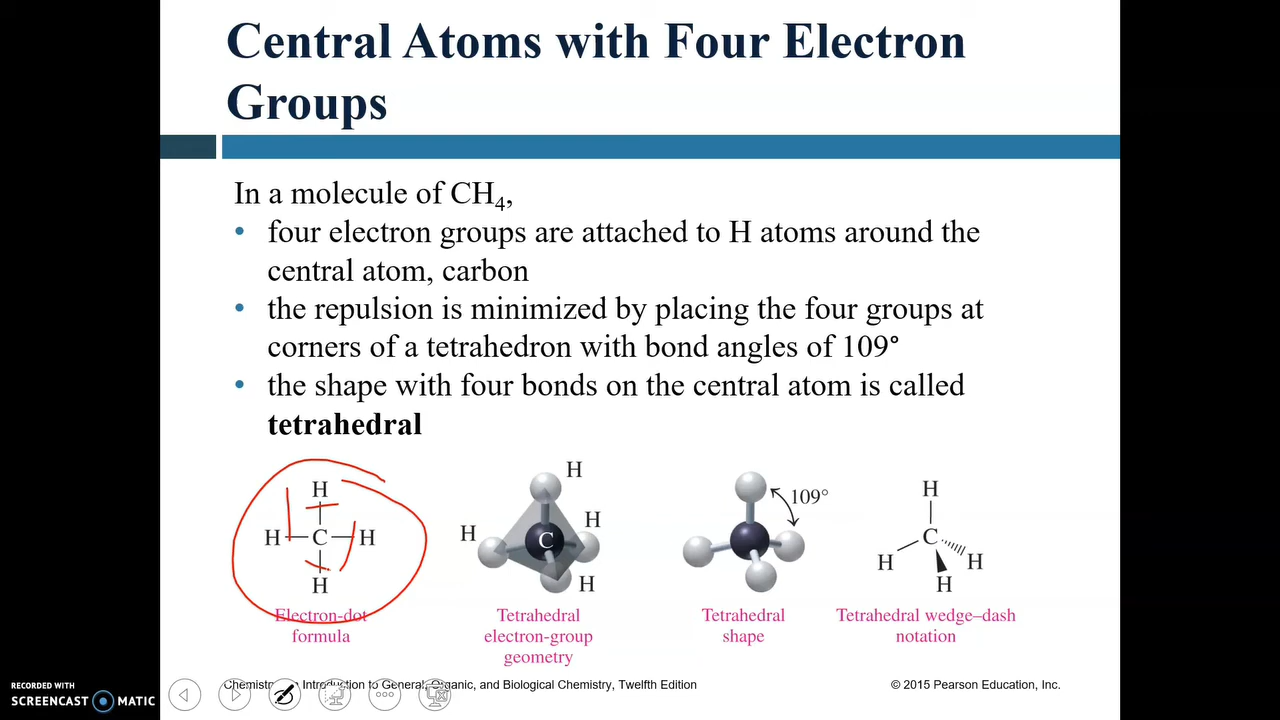 Central Atoms with Four Electron
Groups
In a molecule of CH₄,
• four electron groups are attached to H atoms around the
central atom, carbon
• the repulsion is minimized by placing the four groups at
corners of a tetrahedron with bond angles of 109°
• the shape with four bonds on the central atom is called
tetrahedral
H
H C H
H
Electron-dot
formula
H
H
H
C
H
Tetrahedral
electron-group
geometry
109°
Tetrahedral
shape
H
C
H
H
H
Tetrahedral wedge–dash
notation
Introduction to General, Organic, and Biological Chemistry, Twelfth Edition
© 2015 Pearson Education, Inc.
RECORDED WITH
SCREENCAST MATIC